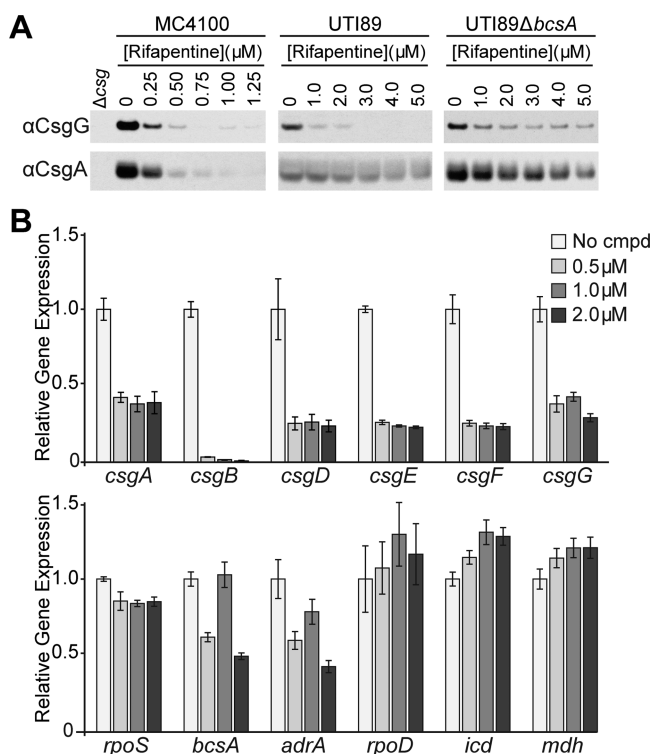 A
MC4100 UTI89 UTI89ΔbcsA
[Rifapentine](μM) [Rifapentine](μM) [Rifapentine](μM)
Δcsg 0 0.25 0.50 0.75 1.00 1.25 0 1.0 2.0 3.0 4.0 5.0 0 1.0 2.0 3.0 4.0 5.0
αCsgG
αCsgA
B
Relative Gene Expression
1.5
1.0
0.5
0
No cmpd
0.5μM
1.0μM
2.0μM
csgA csgB csgD csgE csgF csgG
Relative Gene Expression
1.5
1.0
0.5
0
rpoS bcsA adrA rpoD icd mdh